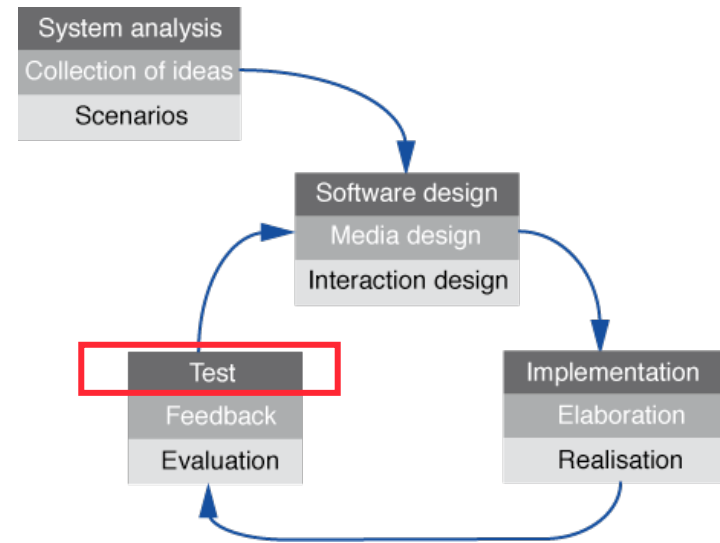 System analysis
Collection of ideas
Scenarios
Software design
Media design
Interaction design
Test
Feedback
Evaluation
Implementation
Elaboration
Realisation